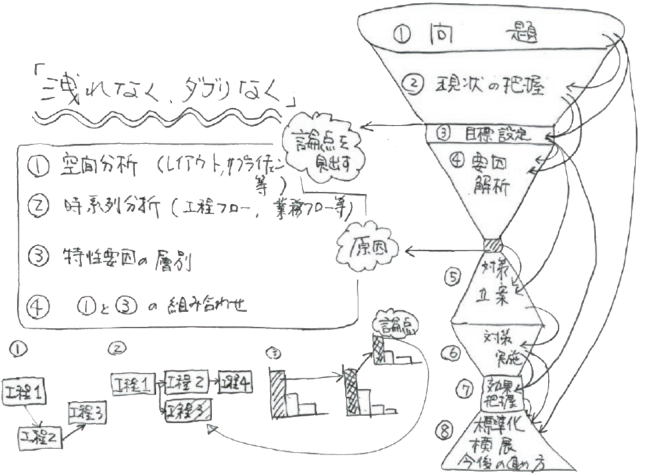 「洩れなく、ダブりなく」
① 空間分析（レイアウト,サプライチェーン等）
② 時系列分析（工程フロー、業務フロー等）
③ 特性要因の層別
④ ①と③の組み合わせ
論点を
見出す
原因
① 問題
② 現状の把握
③ 目標設定
④ 要因
解析
⑤ 対策
立案
⑥ 対策
実施
⑦ 効果
把握
⑧ 標準化
横展
今後の進め方
①
工程1
工程2
工程3
②
工程1
工程2
工程4
工程3
③
論点